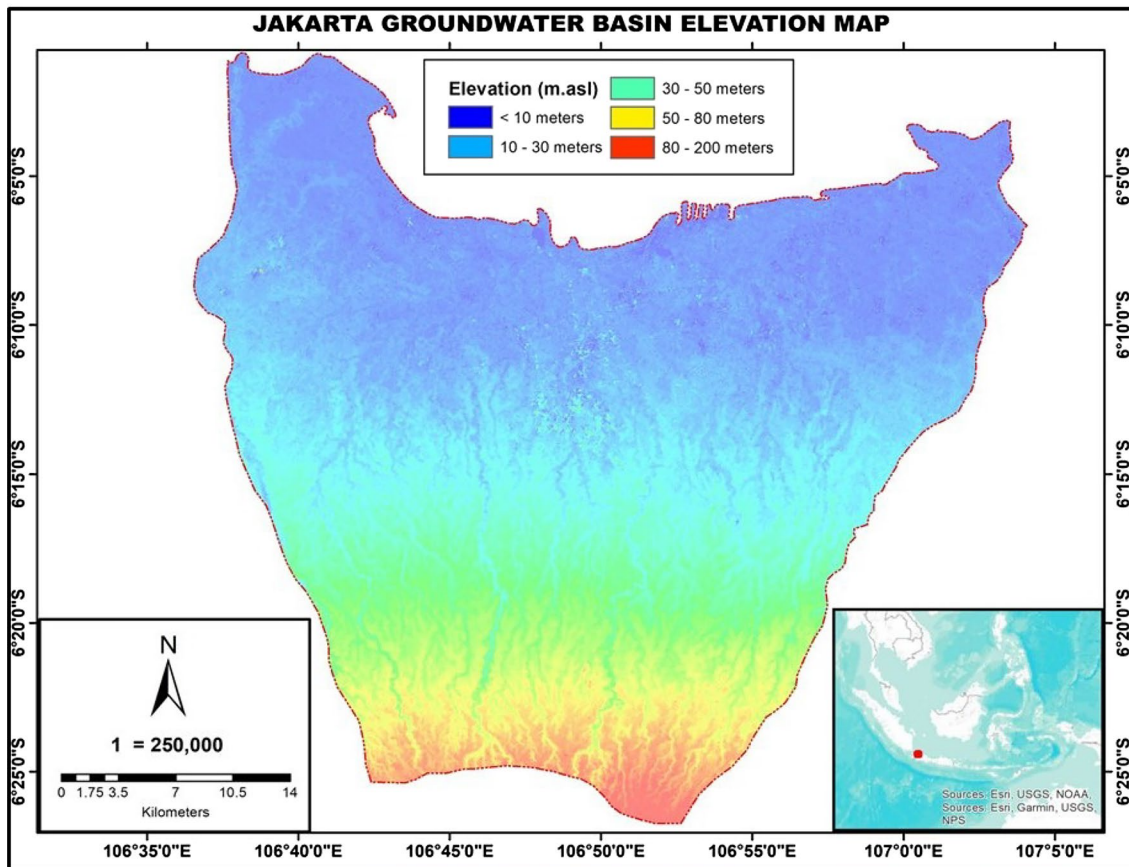 JAKARTA GROUNDWATER BASIN ELEVATION MAP
Elevation (m.asl)
< 10 meters
10 - 30 meters
30 - 50 meters
50 - 80 meters
80 - 200 meters
6°5'0"S
6°10'0"S
6°15'0"S
6°20'0"S
6°25'0"S
6°5'0"S
6°10'0"S
6°15'0"S
6°20'0"S
6°25'0"S
N
1 = 250,000
0 1.75 3.5 7 10.5 14
Kilometers
Sources: Esri, USGS, NOAA,
Sources: Esri, Garmin, USGS,
NPS
106°35'0"E 106°40'0"E 106°45'0"E 106°50'0"E 106°55'0"E 107°0'0"E 107°5'0"E